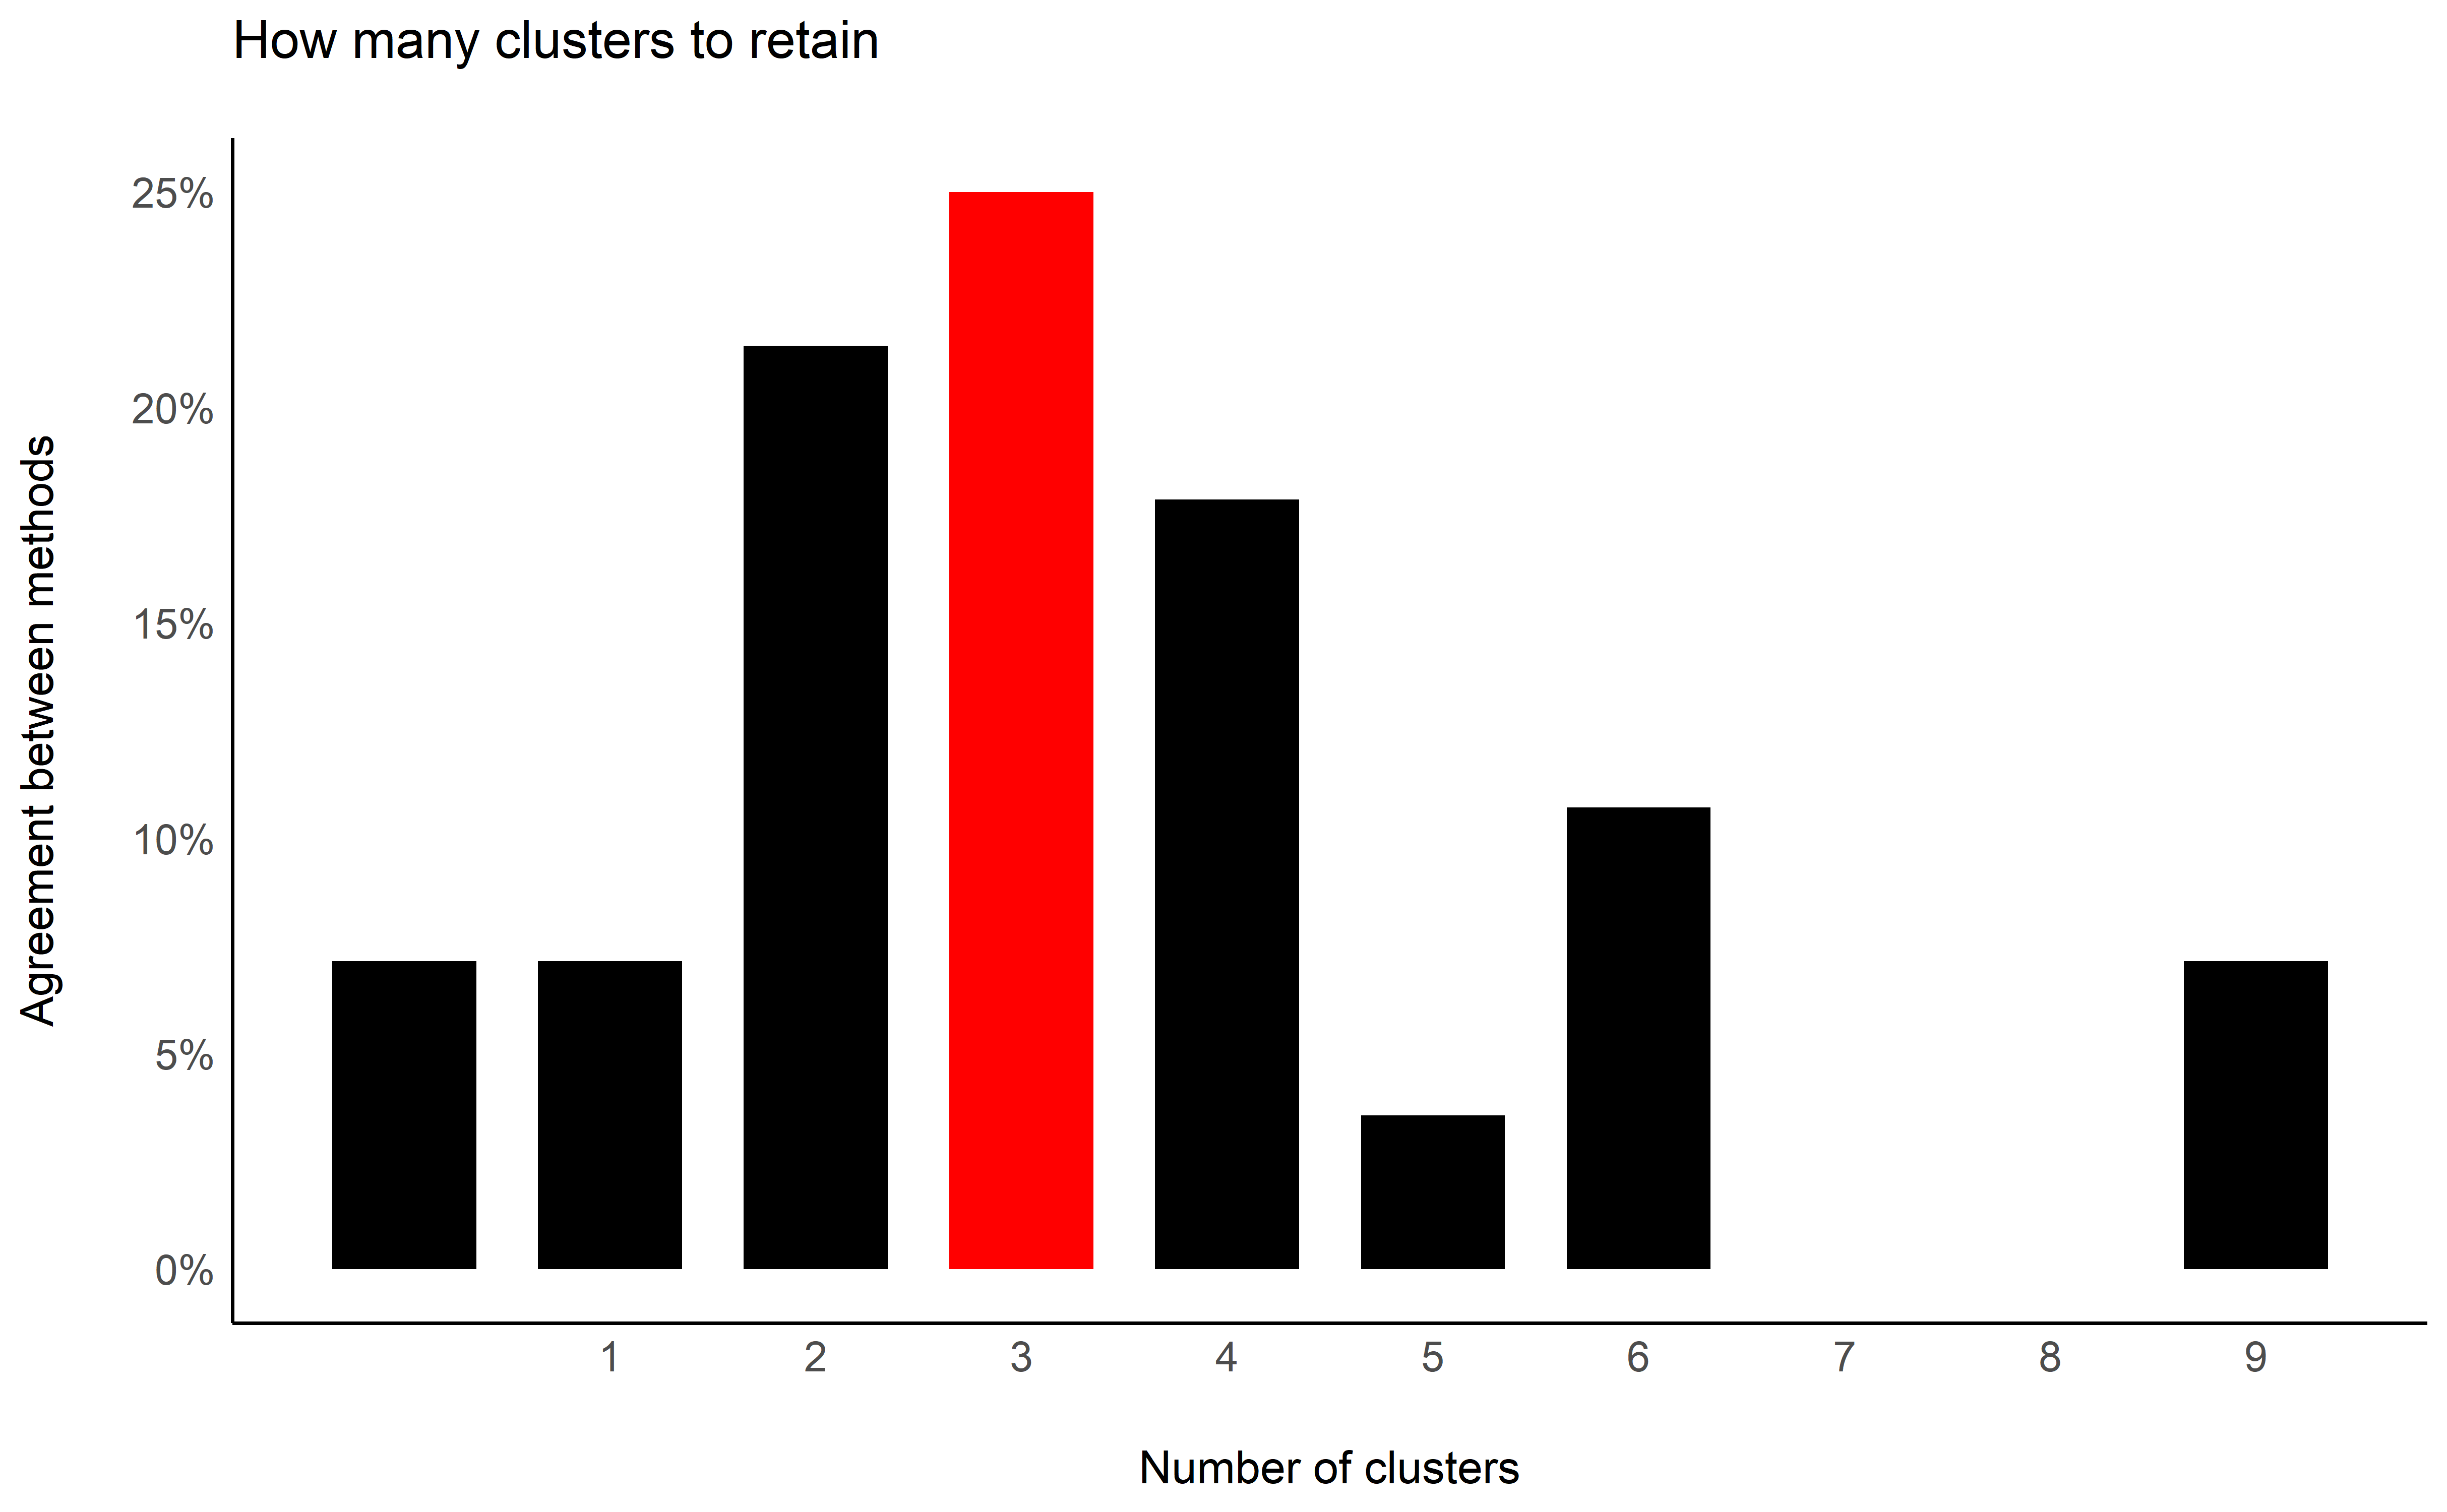 How many clusters to retain
Agreement between methods
25%
20%
15%
10%
5%
0%
1 2 3 4 5 6 7 8 9
Number of clusters